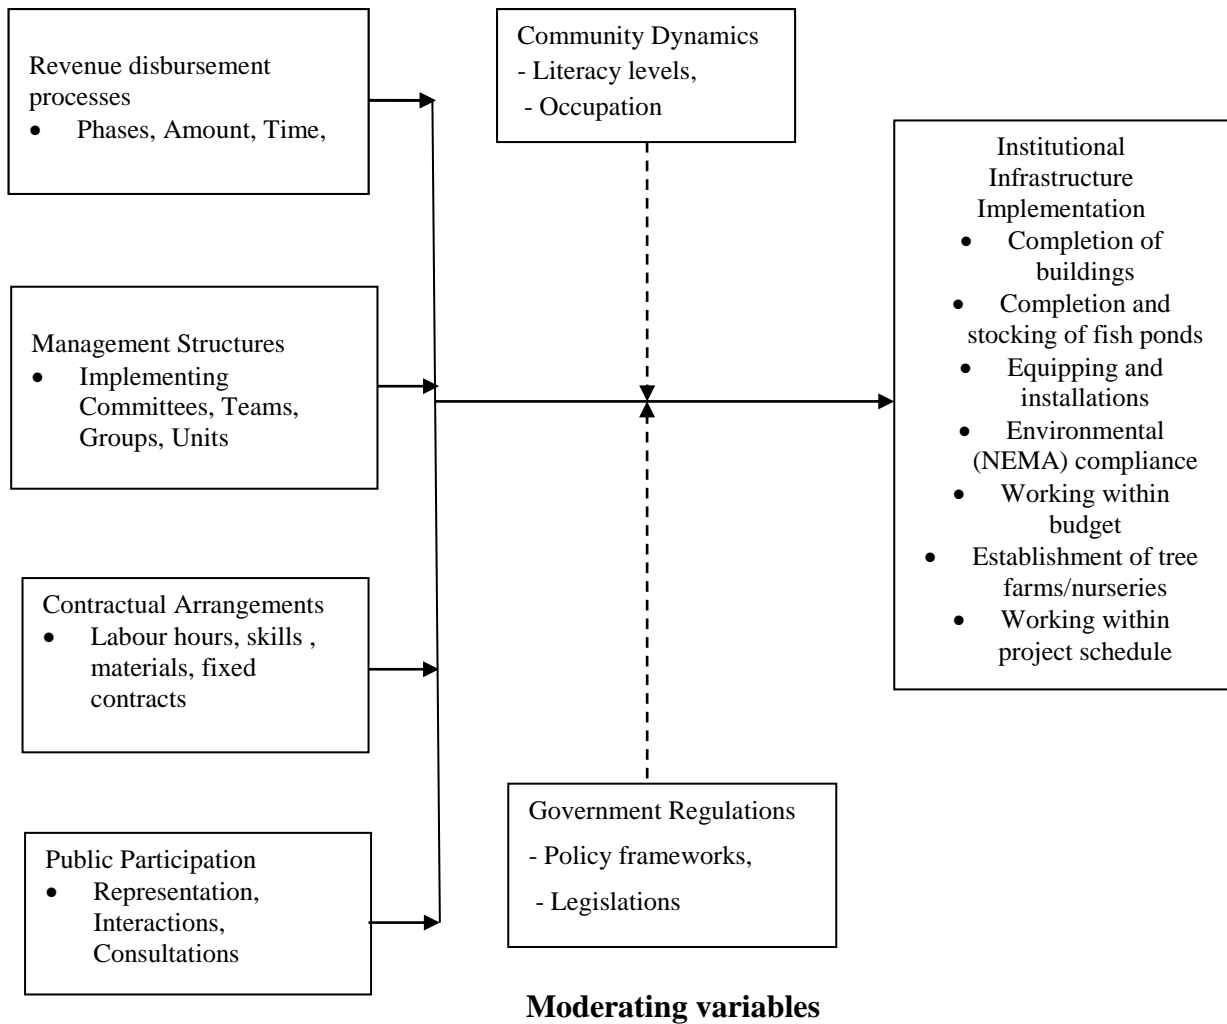 Revenue disbursement
processes
• Phases, Amount, Time,
Management Structures
• Implementing
Committees, Teams,
Groups, Units
Contractual Arrangements
• Labour hours, skills ,
materials, fixed
contracts
Public Participation
• Representation,
Interactions,
Consultations
Community Dynamics
- Literacy levels,
- Occupation
Government Regulations
- Policy frameworks,
- Legislations
Moderating variables
Institutional
Infrastructure
Implementation
• Completion of
buildings
• Completion and
stocking of fish ponds
• Equipping and
installations
• Environmental
(NEMA) compliance
• Working within
budget
• Establishment of tree
farms/nurseries
• Working within
project schedule